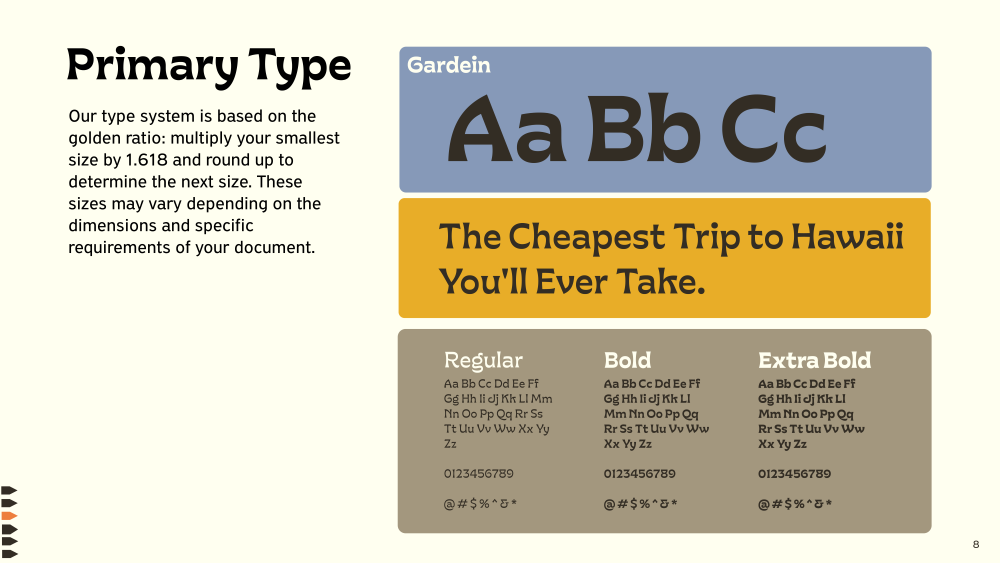 Primary Type
Our type system is based on the
golden ratio: multiply your smallest
size by 1.618 and round up to
determine the next size. These
sizes may vary depending on the
dimensions and specific
requirements of your document.
Gardein
Aa Bb Cc
The Cheapest Trip to Hawaii
You'll Ever Take.
Regular
Aa Bb Cc Dd Ee Ff
Gg Hh Ii Jj Kk Ll Mm
Nn Oo Pp Qq Rr Ss
Tt Uu Vv Ww Xx Yy
Zz
0123456789
@#$%^&*
Bold
Aa Bb Cc Dd Ee Ff
Gg Hh Ii Jj Kk Ll
Mm Nn Oo Pp Qq
Rr Ss Tt Uu Vv Ww
Xx Yy Zz
0123456789
@#$%^&*
Extra Bold
Aa Bb Cc Dd Ee Ff
Gg Hh Ii Jj Kk Ll
Mm Nn Oo Pp Qq
Rr Ss Tt Uu Vv Ww
Xx Yy Zz
0123456789
@#$%^&*
8